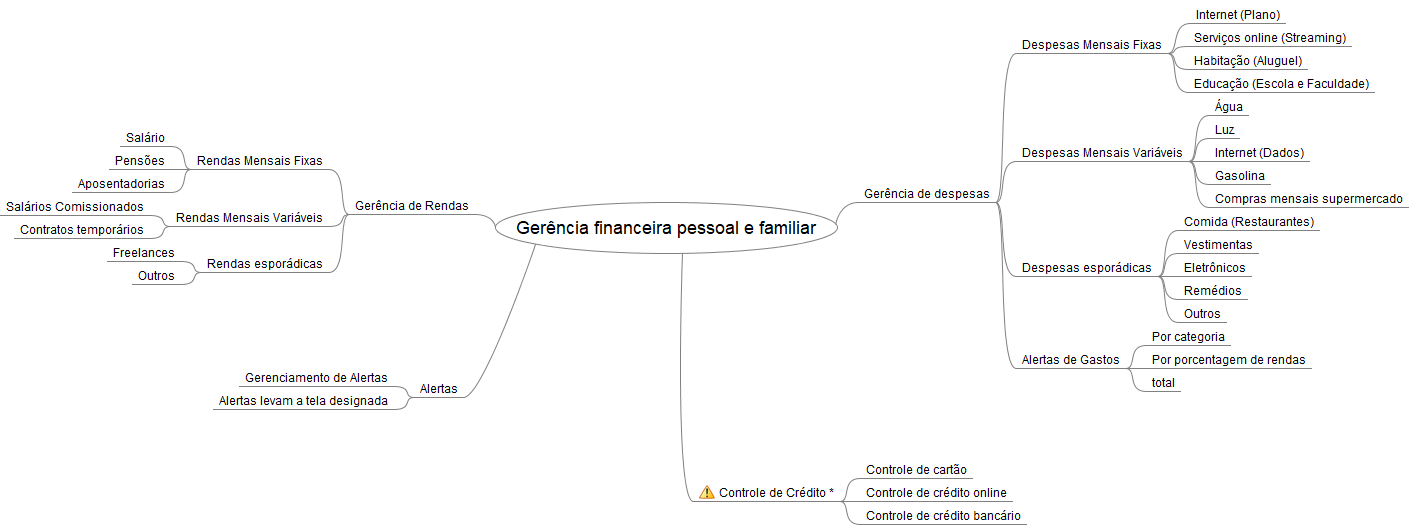 Gerência financeira pessoal e familiar
Gerência de Rendas
Rendas Mensais Fixas
Salário
Pensões
Aposentadorias
Rendas Mensais Variáveis
Salários Comissionados
Contratos temporários
Rendas esporádicas
Freelances
Outros
Alertas
Gerenciamento de Alertas
Alertas levam a tela designada
Gerência de despesas
Despesas Mensais Fixas
Internet (Plano)
Serviços online (Streaming)
Habitação (Aluguel)
Educação (Escola e Faculdade)
Despesas Mensais Variáveis
Água
Luz
Internet (Dados)
Gasolina
Compras mensais supermercado
Despesas esporádicas
Comida (Restaurantes)
Vestimentas
Eletrônicos
Remédios
Outros
Alertas de Gastos
Por categoria
Por porcentagem de rendas
total
Controle de Crédito *
Controle de cartão
Controle de crédito online
Controle de crédito bancário